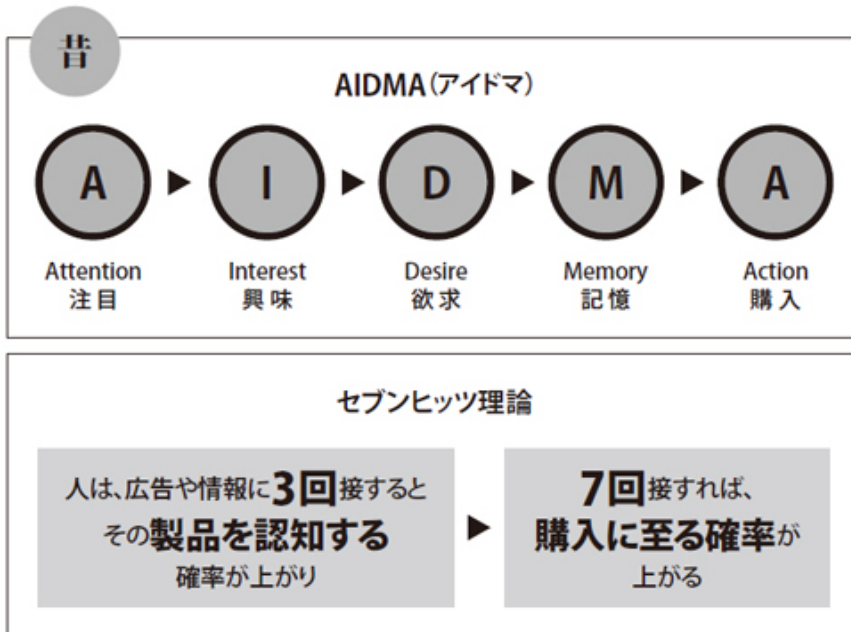 昔
AIDMA(アイドマ)
A ▶ I ▶ D ▶ M ▶ A
Attention Interest Desire Memory Action
注目 興味 欲求 記憶 購入
セブンヒッツ理論
人は、広告や情報に3回接すると
その製品を認知する
確率が上がり
▶
7回接すれば、
購入に至る確率が
上がる